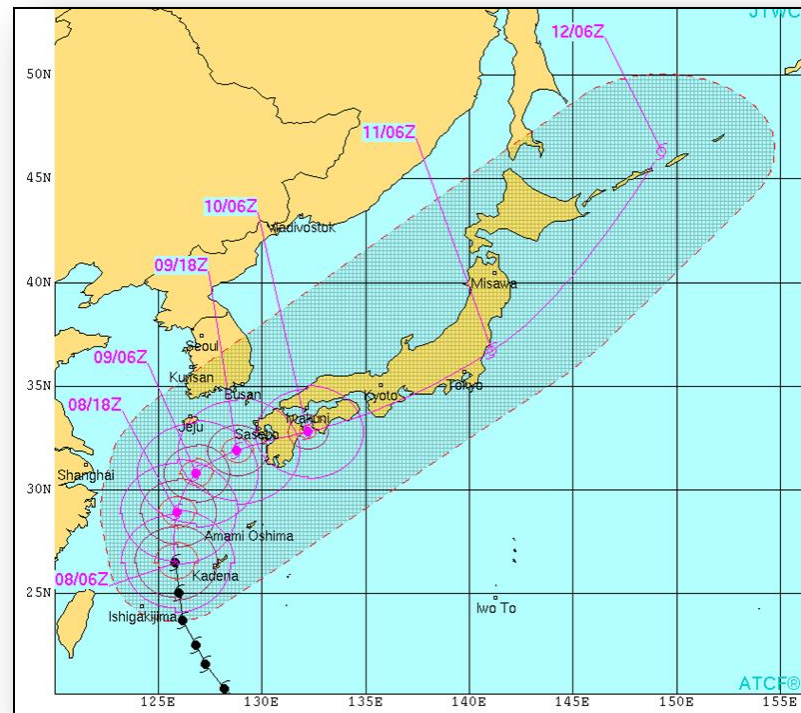 JTWC
12/06Z
50N
11/06Z
45N
10/06Z
Vladivostok
09/18Z
40N
Misawa
Seoul
09/06Z
Kunsan
35N
Busan
Kyoto
Tokyo
08/18Z
Jeju
Iwakuni
Sasebo
Shanghai
30N
Amami Oshima
08/06Z
Kadena
25N
Ishigakijima
Iwo To
ATCF®
125E 130E 135E 140E 145E 150E 155E